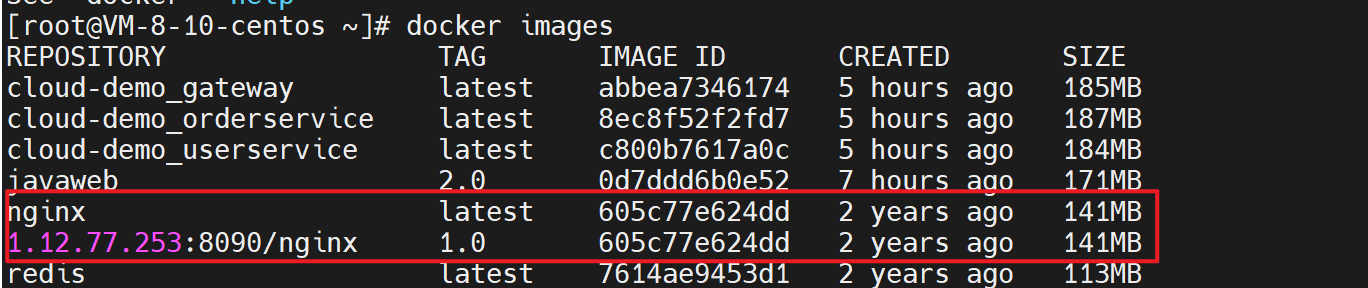 See 'docker --help'
[root@VM-8-10-centos ~]# docker images
REPOSITORY TAG IMAGE ID CREATED SIZE
cloud-demo_gateway latest abbea7346174 5 hours ago 185MB
cloud-demo_orderservice latest 8ec8f52f2fd7 5 hours ago 187MB
cloud-demo_userservice latest c800b7617a0c 5 hours ago 184MB
javaweb 2.0 0d7ddd6b0e52 7 hours ago 171MB
nginx latest 605c77e624dd 2 years ago 141MB
1.12.77.253:8090/nginx 1.0 605c77e624dd 2 years ago 141MB
redis latest 7614ae9453d1 2 years ago 113MB